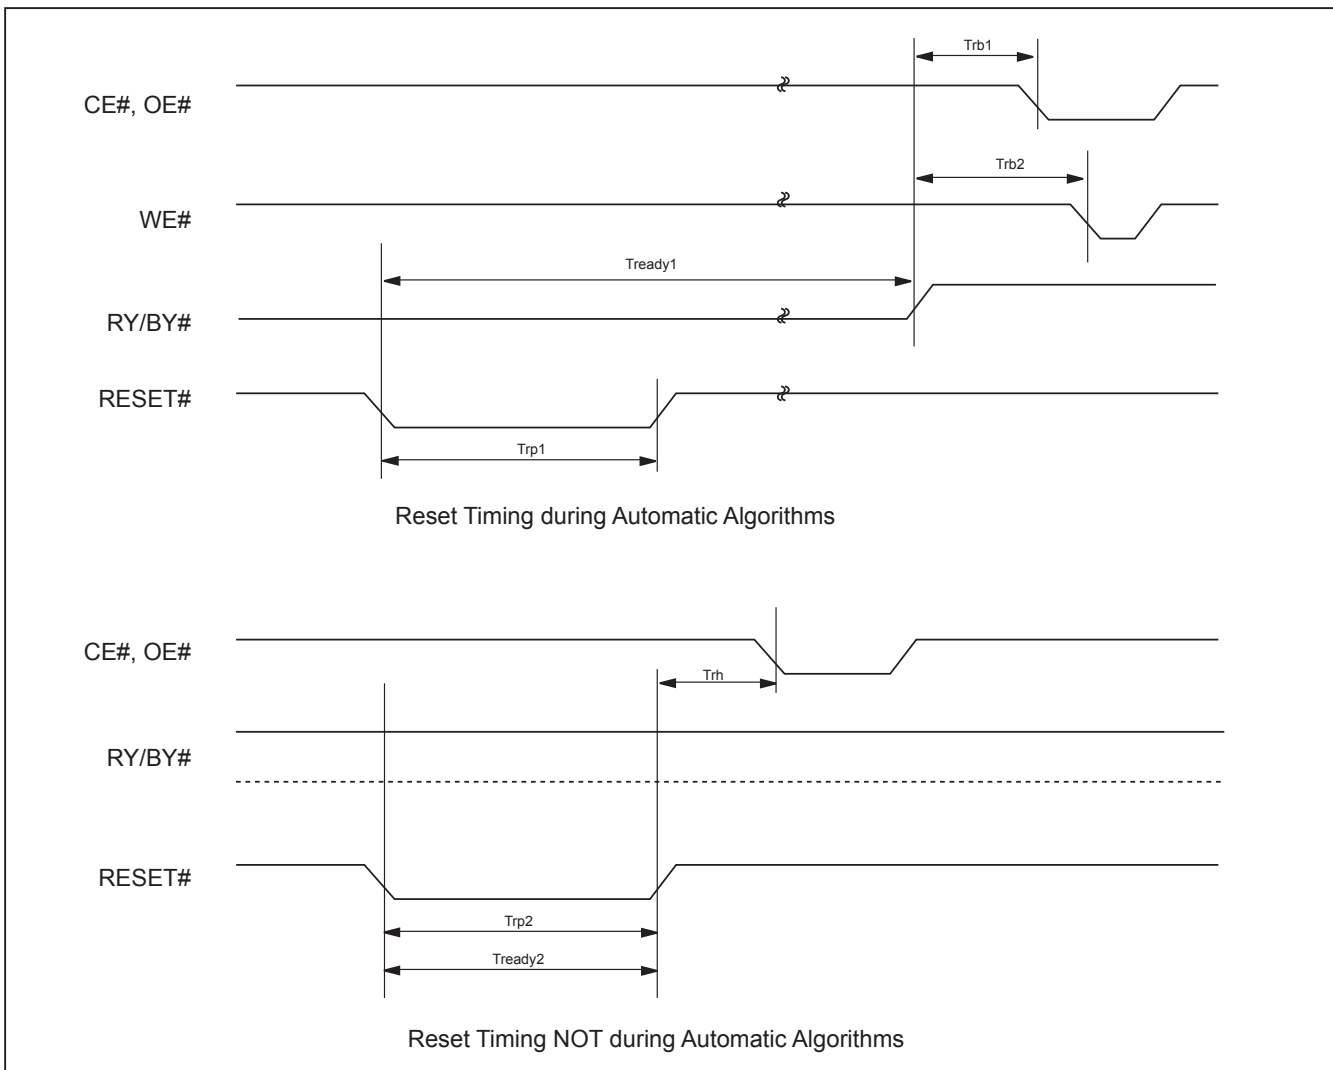 Trb1
CE#, OE#
Trb2
WE#
Tready1
RY/BY#
RESET#
Trp1
Reset Timing during Automatic Algorithms
CE#, OE#
Trh
RY/BY#
RESET#
Trp2
Tready2
Reset Timing NOT during Automatic Algorithms